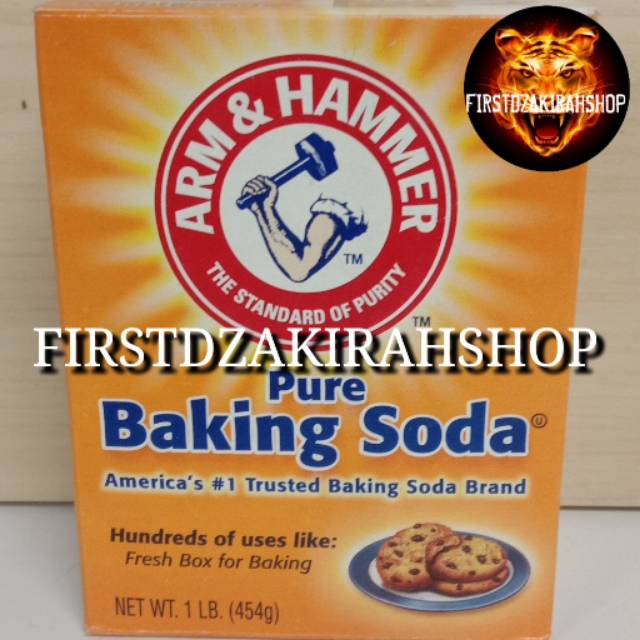 FIRSTDZAKIRAHSHOP
ARM & HAMMER
TM
THE STANDARD OF PURITY
TM
FIRSTDZAKIRAHSHOP
Pure
Baking Soda
America's #1 Trusted Baking Soda Brand
Hundreds of uses like:
Fresh Box for Baking
NET WT. 1 LB. (454g)